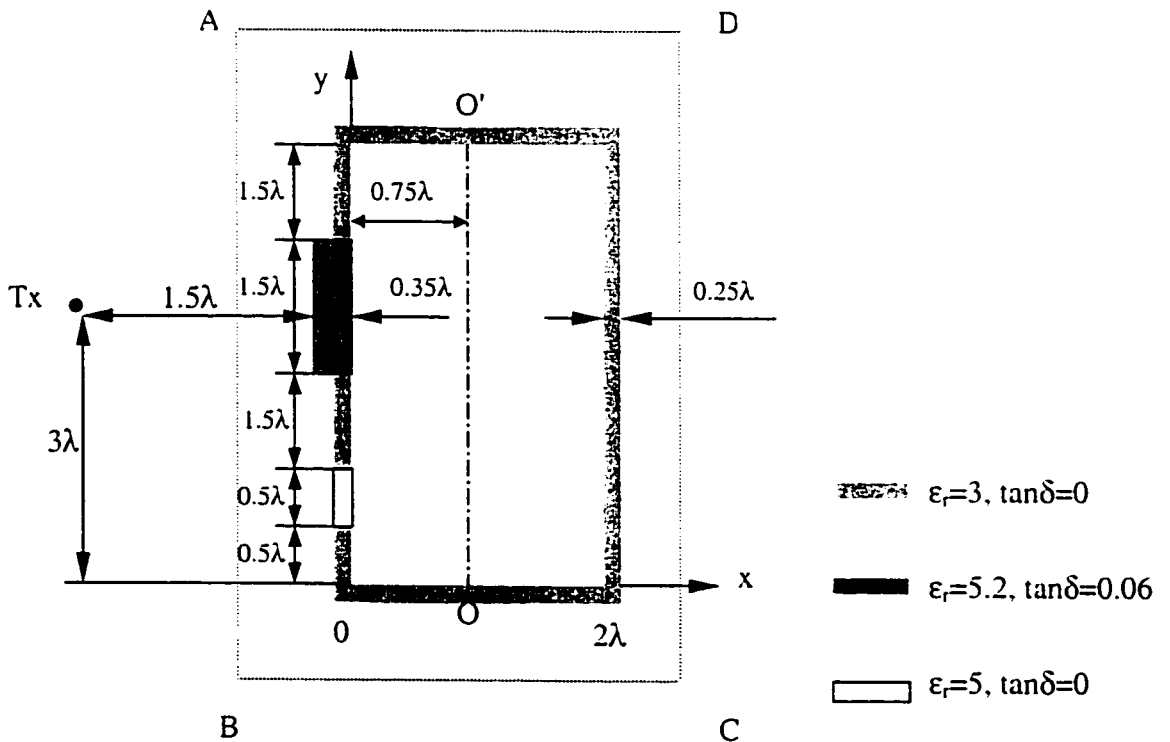 A D
y
O'
1.5λ 0.75λ
Tx 1.5λ 1.5λ 0.35λ 0.25λ
3λ 1.5λ
0.5λ
0.5λ
x
O
0 2λ
B C
εr=3, tanδ=0
εr=5.2, tanδ=0.06
εr=5, tanδ=0